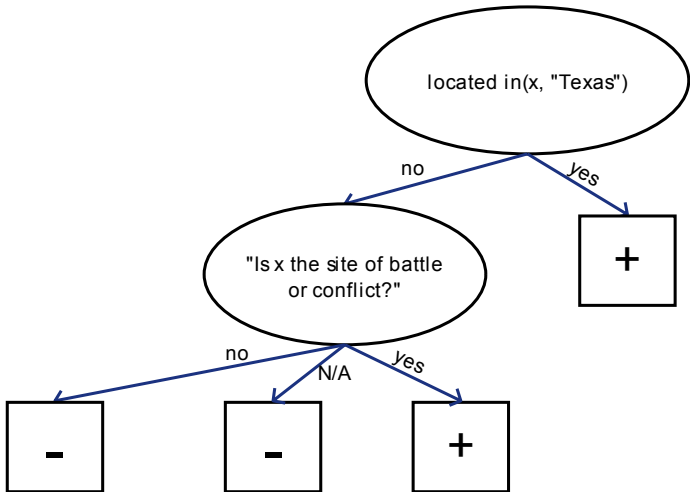 located in(x, "Texas")
no
yes
+
"Is x the site of battle
or conflict?"
no
N/A
yes
-
-
+